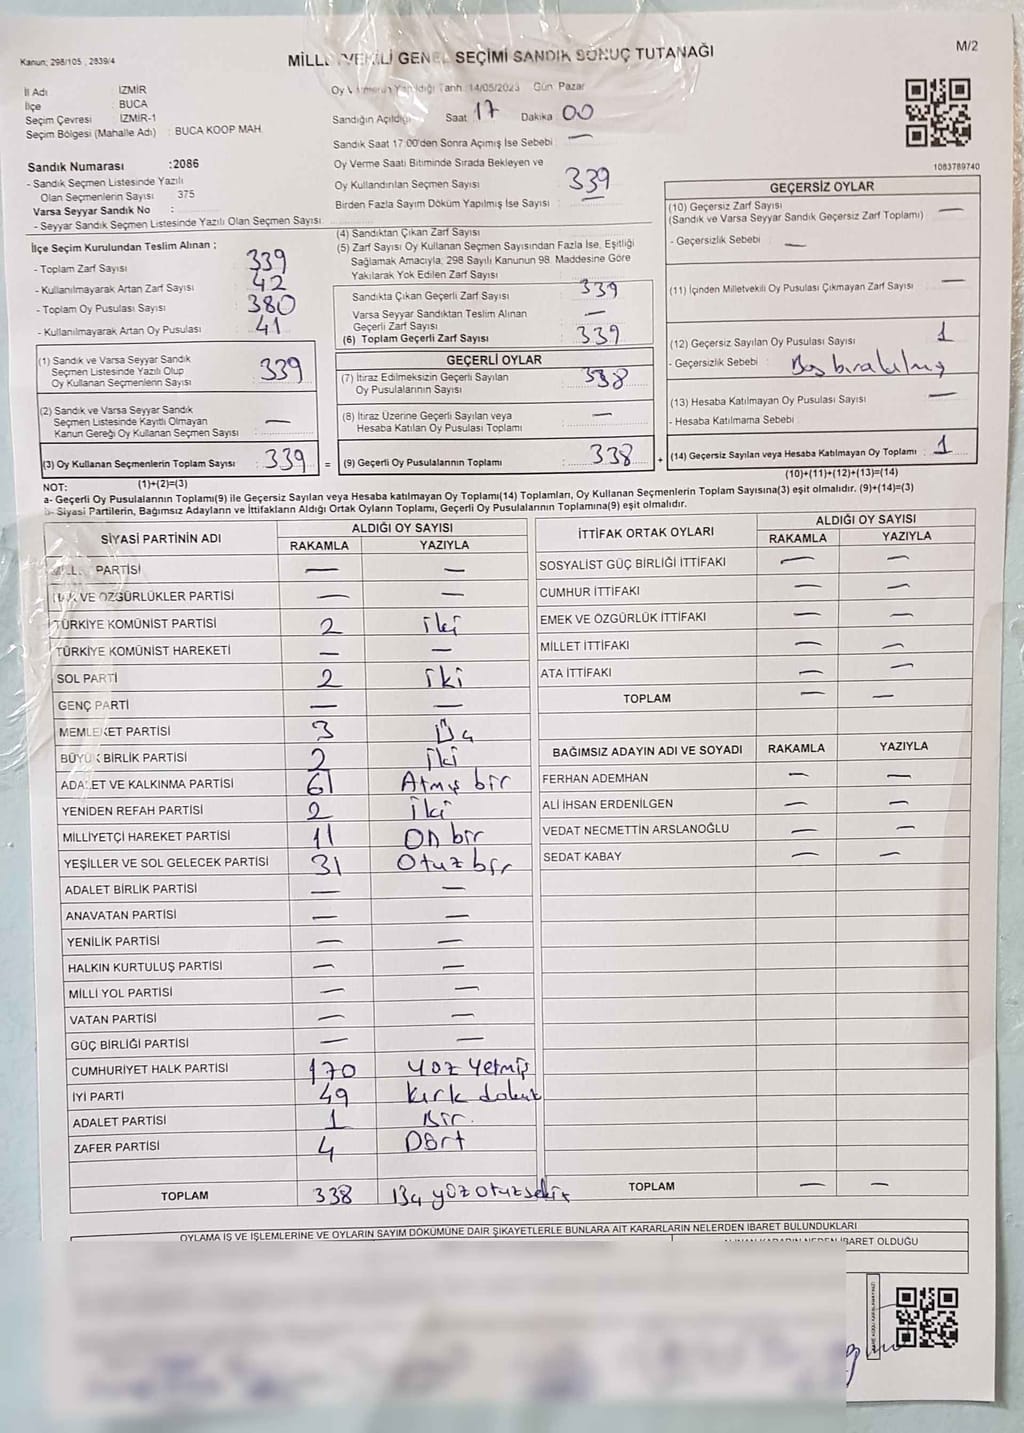 Kanun; 298/105 , 2839/4
SEÇİMİ SANDIK SONUÇ TUTANAĞI
M/2
İl Adı : İZMİR
İlçe : BUCA
Seçim Çevresi : İZMİR-1
Seçim Bölgesi (Mahalle Adı) : BUCA KOOP MAH.
Tarih: 14/05/2023 Gün: Pazar
Sandığın Açıldığı Saat 17 Dakika 00
Sandık Saat 17:00'den Sonra Açılmış İse Sebebi : —
Oy Verme Saati Bitiminde Sırada Bekleyen ve
Oy Kullandırılan Seçmen Sayısı 339
Birden Fazla Sayım Döküm Yapılmış İse Sayısı —
1083789740
Sandık Numarası :2086
- Sandık Seçmen Listesinde Yazılı
Olan Seçmenlerin Sayısı : 375
Varsa Seyyar Sandık No :
- Seyyar Sandık Seçmen Listesinde Yazılı Olan Seçmen Sayısı:
İlçe Seçim Kurulundan Teslim Alınan ;
- Toplam Zarf Sayısı : 339
- Kullanılmayarak Artan Zarf Sayısı : 42
- Toplam Oy Pusulası Sayısı : 380
- Kullanılmayarak Artan Oy Pusulası : 41
(1) Sandık ve Varsa Seyyar Sandık
Seçmen Listesinde Yazılı Olup
Oy Kullanan Seçmenlerin Sayısı : 339
(2) Sandık ve Varsa Seyyar Sandık
Seçmen Listesinde Kayıtlı Olmayan
Kanun Gereği Oy Kullanan Seçmen Sayısı : —
(3) Oy Kullanan Seçmenlerin Toplam Sayısı : 339
(1)+(2)=(3)
(4) Sandıktan Çıkan Zarf Sayısı
(5) Zarf Sayısı Oy Kullanan Seçmen Sayısından Fazla İse, Eşitliği
Sağlamak Amacıyla, 298 Sayılı Kanunun 98. Maddesine Göre
Yakılarak Yok Edilen Zarf Sayısı
Sandıkta Çıkan Geçerli Zarf Sayısı : 339
Varsa Seyyar Sandıktan Teslim Alınan
Geçerli Zarf Sayısı : —
(6) Toplam Geçerli Zarf Sayısı : 339
GEÇERLİ OYLAR
(7) İtiraz Edilmeksizin Geçerli Sayılan
Oy Pusulalarının Sayısı : 338
(8) İtiraz Üzerine Geçerli Sayılan veya
Hesaba Katılan Oy Pusulası Toplamı : —
= (9) Geçerli Oy Pusulalarının Toplamı : 338
GEÇERSİZ OYLAR
(10) Geçersiz Zarf Sayısı
(Sandık ve Varsa Seyyar Sandık Geçersiz Zarf Toplamı) : —
- Geçersizlik Sebebi : —
(11) İçinden Milletvekili Oy Pusulası Çıkmayan Zarf Sayısı : —
(12) Geçersiz Sayılan Oy Pusulası Sayısı : 1
- Geçersizlik Sebebi : Boş bırakılmış
(13) Hesaba Katılmayan Oy Pusulası Sayısı : —
- Hesaba Katılmama Sebebi :
+ (14) Geçersiz Sayılan veya Hesaba Katılmayan Oy Toplamı : 1
(10)+(11)+(12)+(13)=(14)
NOT:
a- Geçerli Oy Pusulalarının Toplamı(9) ile Geçersiz Sayılan veya Hesaba katılmayan Oy Toplamı(14) Toplamları, Oy Kullanan Seçmenlerin Toplam Sayısına(3) eşit olmalıdır. (9)+(14)=(3)
b- Siyasi Partilerin, Bağımsız Adayların ve İttifakların Aldığı Ortak Oyların Toplamı, Geçerli Oy Pusulalarının Toplamına(9) eşit olmalıdır.
SİYASİ PARTİNİN ADI ALDIĞI OY SAYISI
RAKAMLA YAZIYLA
PARTİSİ — —
VE ÖZGÜRLÜKLER PARTİSİ — —
TÜRKİYE KOMÜNİST PARTİSİ 2 iki
TÜRKİYE KOMÜNİST HAREKETİ — —
SOL PARTİ 2 iki
GENÇ PARTİ — —
MEMLEKET PARTİSİ 3 Üç
BÜYÜK BİRLİK PARTİSİ 2 iki
ADALET VE KALKINMA PARTİSİ 61 Atmış bir
YENİDEN REFAH PARTİSİ 2 iki
MİLLİYETÇİ HAREKET PARTİSİ 11 On bir
YEŞİLLER VE SOL GELECEK PARTİSİ 31 Otuz bir
ADALET BİRLİK PARTİSİ — —
ANAVATAN PARTİSİ — —
YENİLİK PARTİSİ — —
HALKIN KURTULUŞ PARTİSİ — —
MİLLİ YOL PARTİSİ — —
VATAN PARTİSİ — —
GÜÇ BİRLİĞİ PARTİSİ — —
CUMHURİYET HALK PARTİSİ 170 Yüz Yetmiş
İYİ PARTİ 49 kırk dokuz
ADALET PARTİSİ 1 Bir.
ZAFER PARTİSİ 4 Dört
TOPLAM 338 Üç yüz otuz sekiz
İTTİFAK ORTAK OYLARI ALDIĞI OY SAYISI
RAKAMLA YAZIYLA
SOSYALİST GÜÇ BİRLİĞİ İTTİFAKI — —
CUMHUR İTTİFAKI — —
EMEK VE ÖZGÜRLÜK İTTİFAKI — —
MİLLET İTTİFAKI — —
ATA İTTİFAKI — —
TOPLAM — —
BAĞIMSIZ ADAYIN ADI VE SOYADI RAKAMLA YAZIYLA
FERHAN ADEMHAN — —
ALİ İHSAN ERDENİLGEN — —
VEDAT NECMETTİN ARSLANOĞLU — —
SEDAT KABAY — —
TOPLAM — —
OYLAMA İŞ VE İŞLEMLERİNE VE OYLARIN SAYIM DÖKÜMÜNE DAİR ŞİKAYETLERLE BUNLARA AİT KARARLARIN NELERDEN İBARET BULUNDUKLARI
İBARET OLDUĞU